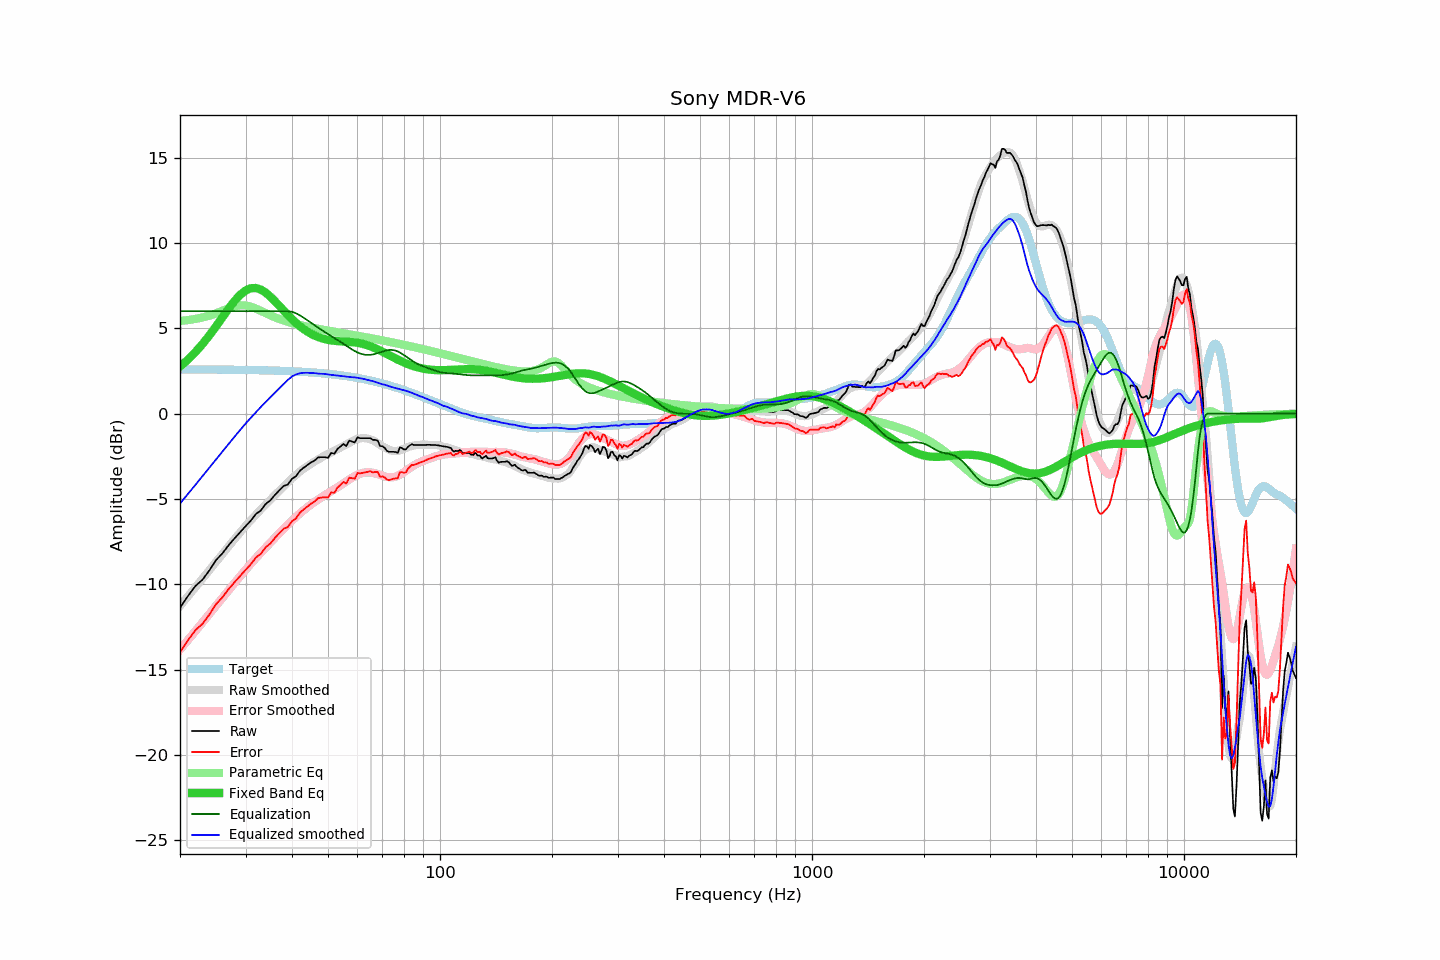 Sony MDR-V6
15
10
5
0
−5
−10
−15
−20
−25
Amplitude (dBr)
Target
Raw Smoothed
Error Smoothed
Raw
Error
Parametric Eq
Fixed Band Eq
Equalization
Equalized smoothed
100
1000
10000
Frequency (Hz)